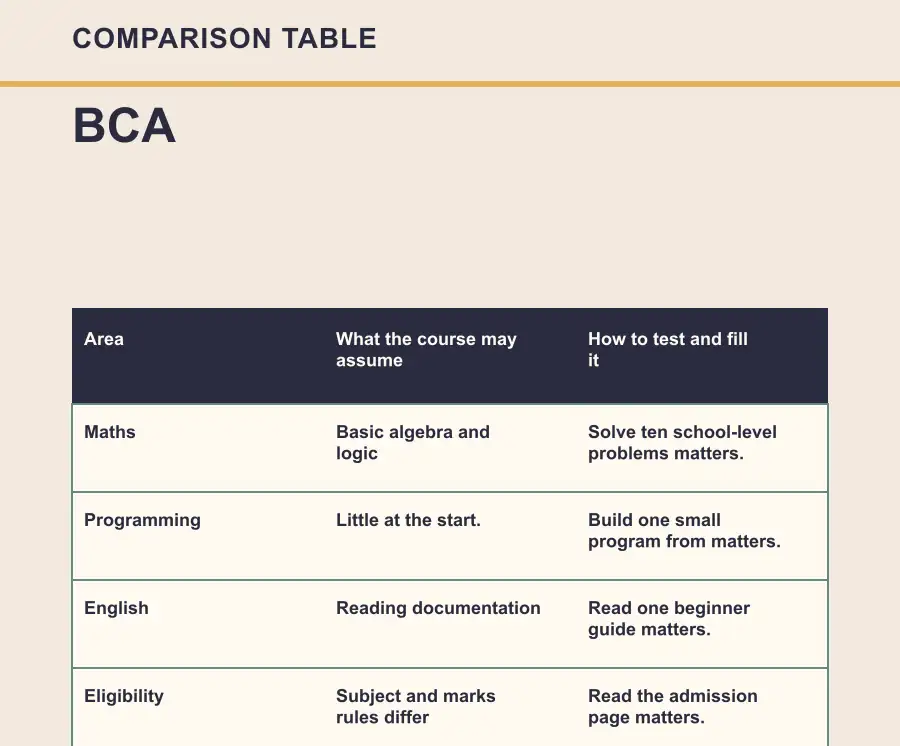 COMPARISON TABLE
BCA
Area
What the course may
assume
How to test and fill
it
Maths
Basic algebra and
logic
Solve ten school-level
problems matters.
Programming
Little at the start.
Build one small
program from matters.
English
Reading documentation
Read one beginner
guide matters.
Eligibility
Subject and marks
rules differ
Read the admission
page matters.